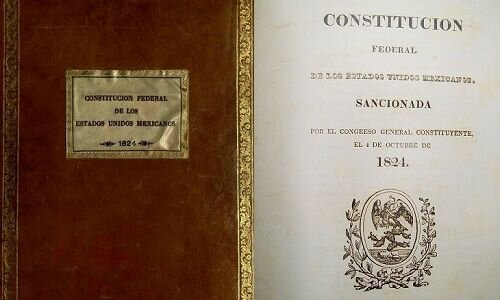 CONSTITUCION FEDERAL
DE LOS
ESTADOS UNIDOS MEXICANOS
1824
CONSTITUCION
FEDERAL
DE LOS ESTADOS UNIDOS MEXICANOS,
SANCIONADA
POR EL CONGRESO GENERAL CONSTITUYENTE,
EL 4 DE OCTUBRE DE
1824.